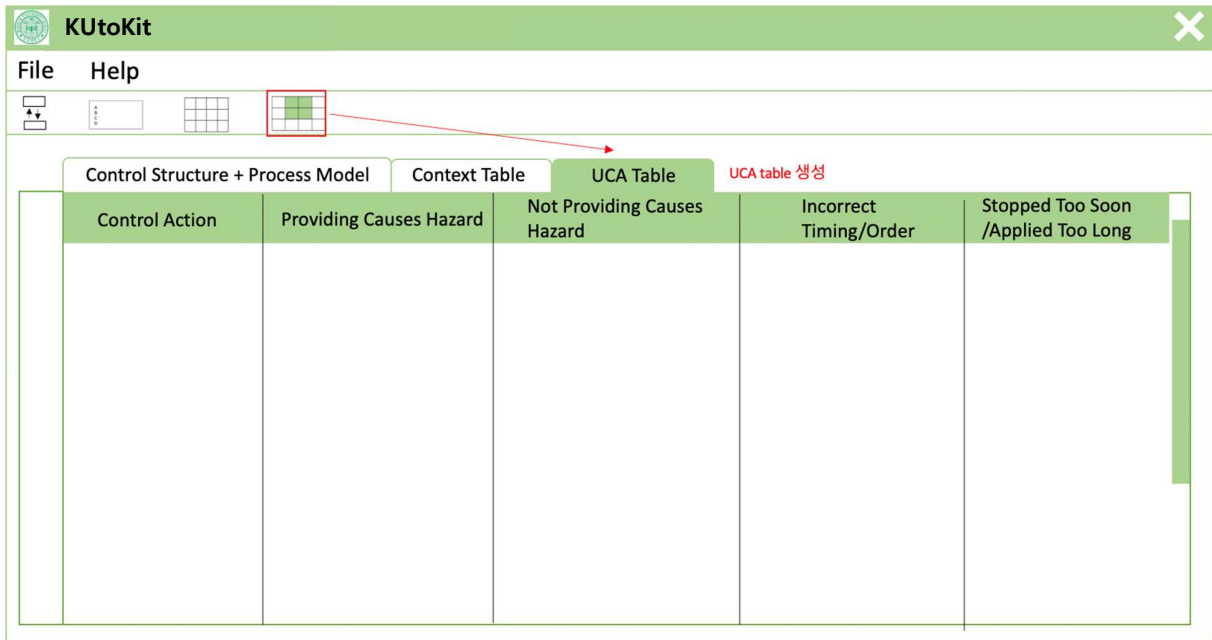 KUtoKit
File Help
A
B
C
D
Control Structure + Process Model Context Table UCA Table UCA table 생성
Control Action
Providing Causes Hazard
Not Providing Causes
Hazard
Incorrect
Timing/Order
Stopped Too Soon
/Applied Too Long